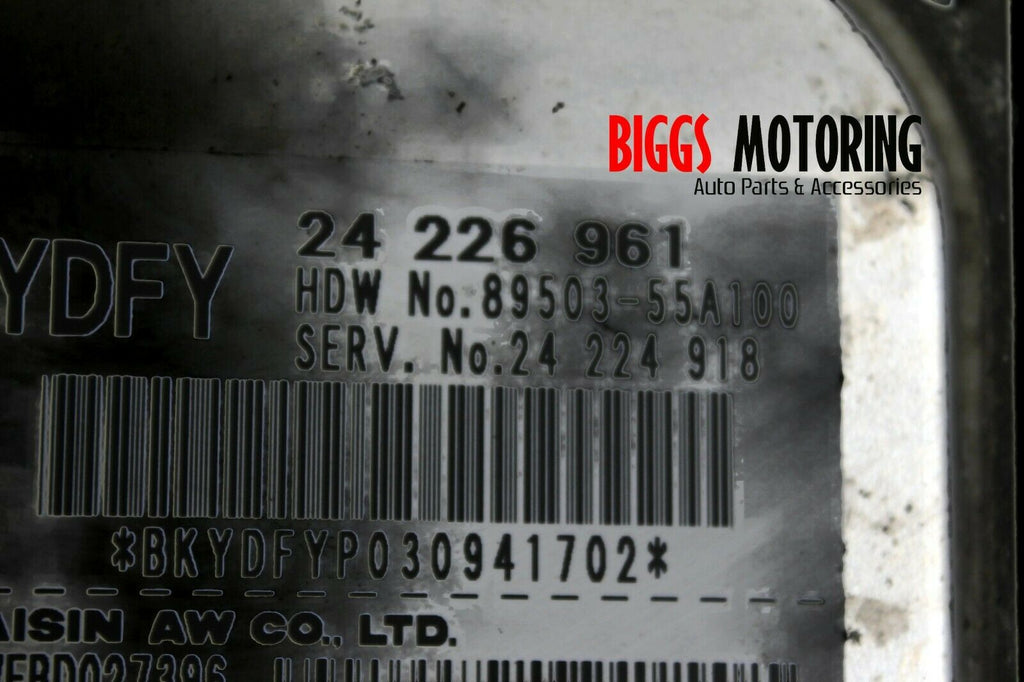 BIGGS MOTORING
Auto Parts & Accessories
YDFY
24 226 961
HDW No.89503-55A100
SERV. No.24 224 918
*BKYDFYP030941702*
AISIN AW CO., LTD.